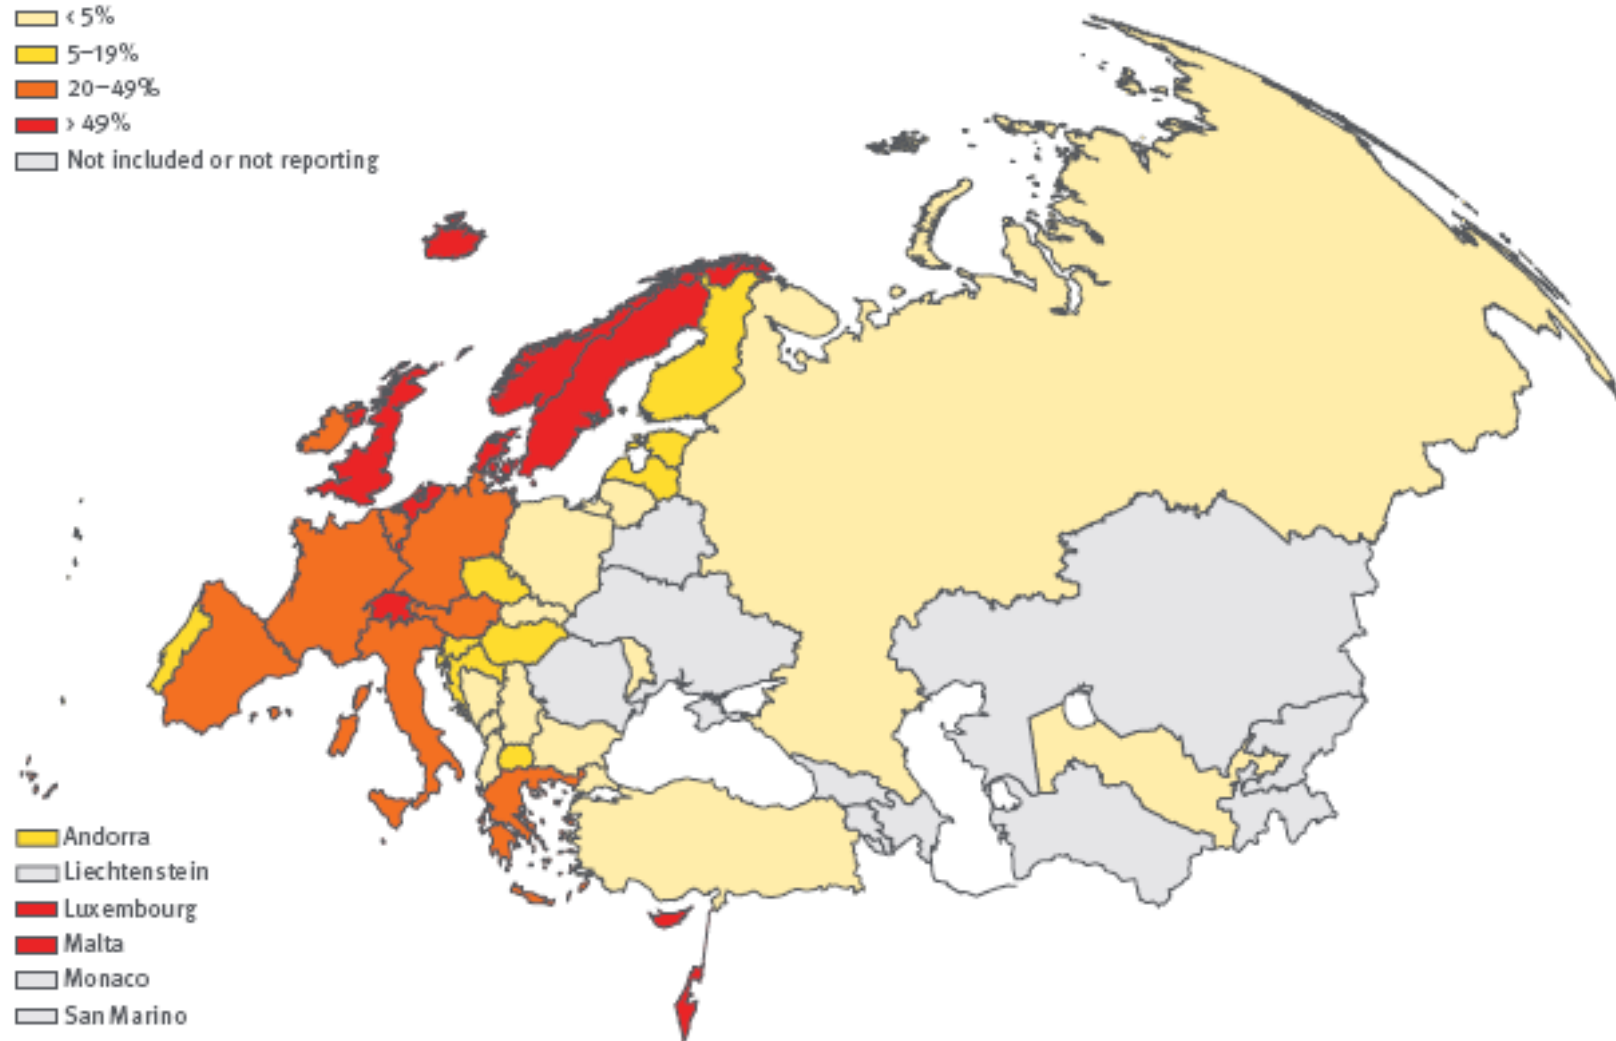 < 5%
5–19%
20–49%
> 49%
Not included or not reporting
Andorra
Liechtenstein
Luxembourg
Malta
Monaco
San Marino